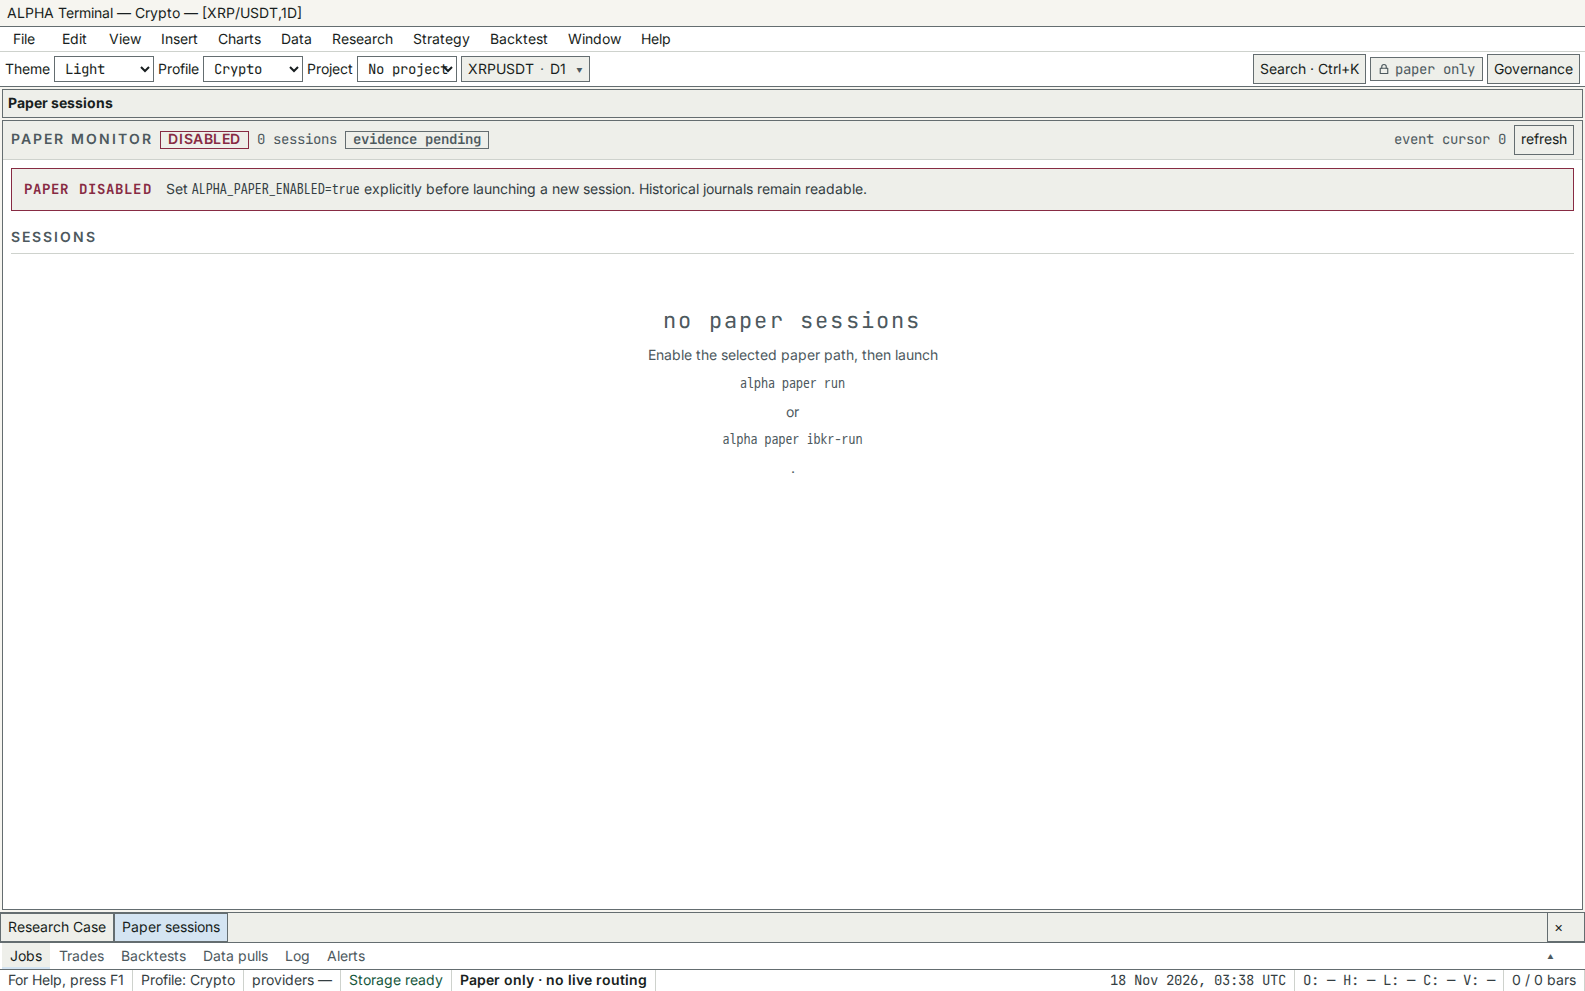 ALPHA Terminal — Crypto — [XRP/USDT,1D]
File Edit View Insert Charts Data Research Strategy Backtest Window Help
Theme Light Profile Crypto Project No project XRPUSDT · D1 ▾ Search · Ctrl+K paper only Governance
Paper sessions
PAPER MONITOR DISABLED 0 sessions evidence pending event cursor 0 refresh
PAPER DISABLED Set ALPHA_PAPER_ENABLED=true explicitly before launching a new session. Historical journals remain readable.
SESSIONS
no paper sessions
Enable the selected paper path, then launch
alpha paper run
or
alpha paper ibkr-run
.
Research Case Paper sessions ×
Jobs Trades Backtests Data pulls Log Alerts ▴
For Help, press F1 Profile: Crypto providers — Storage ready Paper only · no live routing 18 Nov 2026, 03:38 UTC O: — H: — L: — C: — V: — 0 / 0 bars